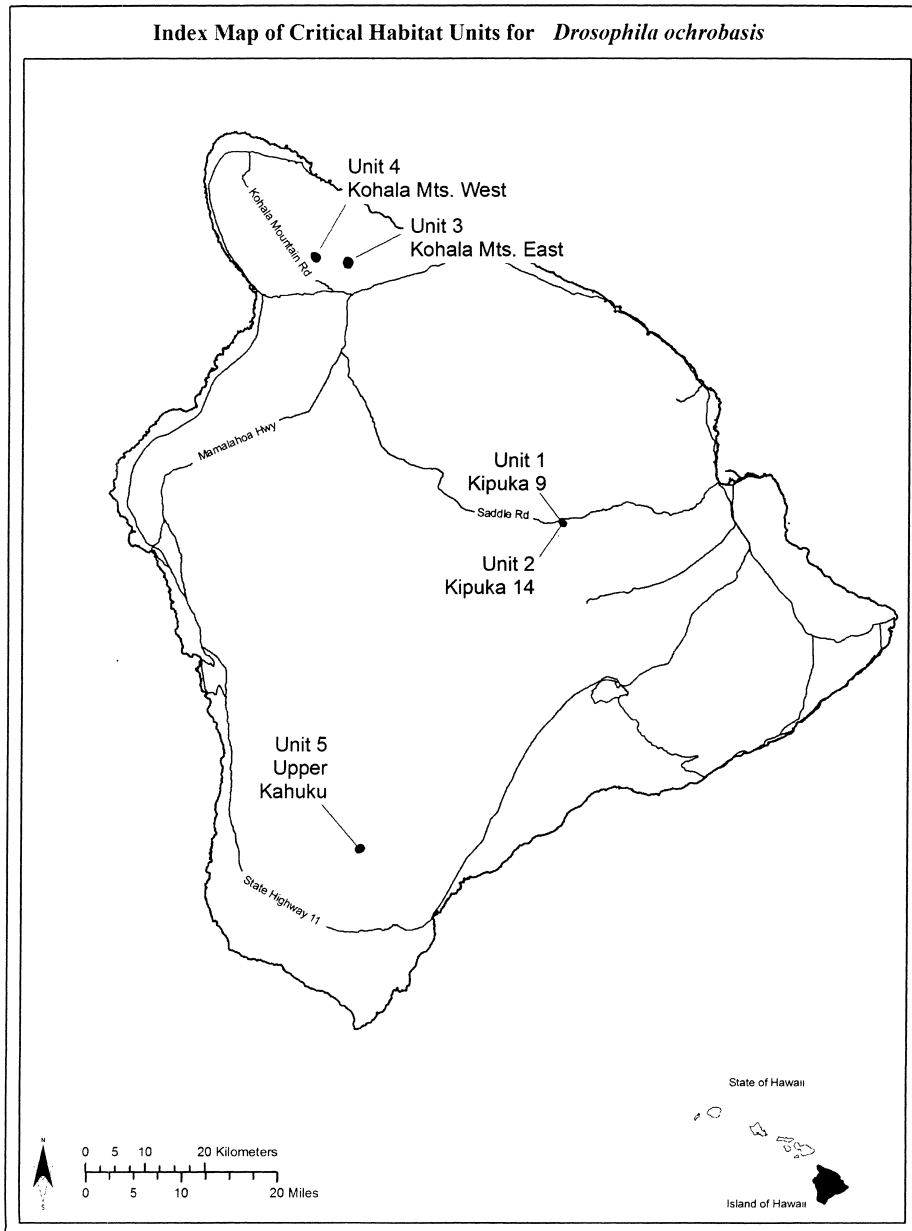 Index Map of Critical Habitat Units for Drosophila ochrobasis
Unit 4
Kohala Mts. West
Kohala Mountain Rd
Unit 3
Kohala Mts. East
Mamalahoa Hwy
Unit 1
Kipuka 9
Saddle Rd
Unit 2
Kipuka 14
Unit 5
Upper
Kahuku
State Highway 11
State of Hawaii
Island of Hawaii
N
S
0 5 10 20 Kilometers
0 5 10 20 Miles